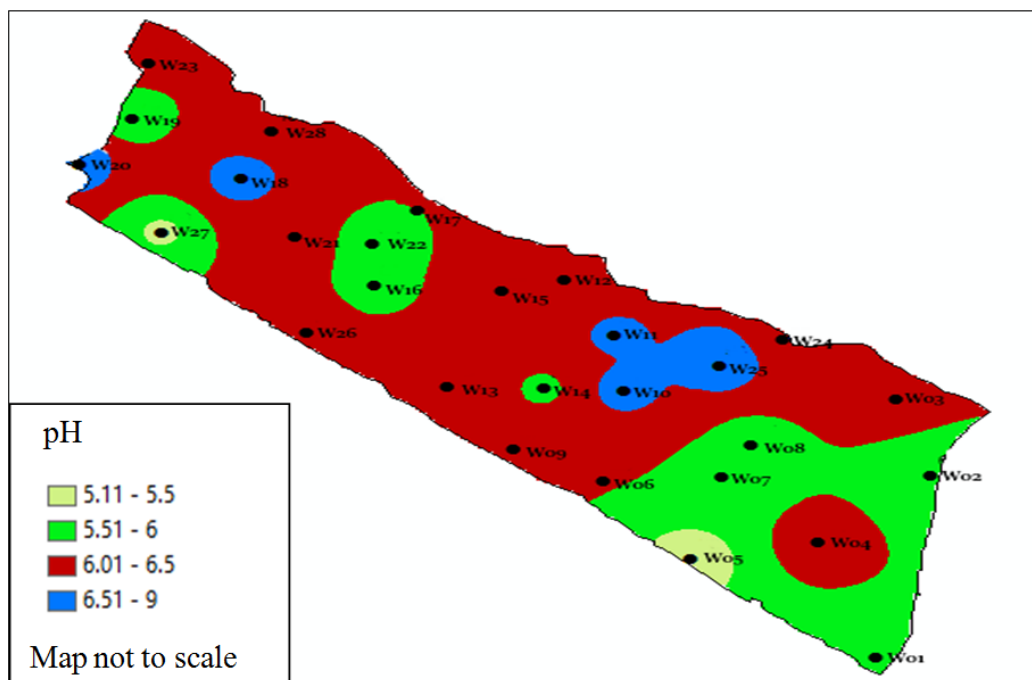 W23
W19
W28
W20
W18
W27
W17
W21
W22
W16
W12
W15
W26
W11
W24
W25
W13
W14
W10
W03
W08
W09
W06
W07
W02
W04
W05
W01
pH
5.11 - 5.5
5.51 - 6
6.01 - 6.5
6.51 - 9
Map not to scale